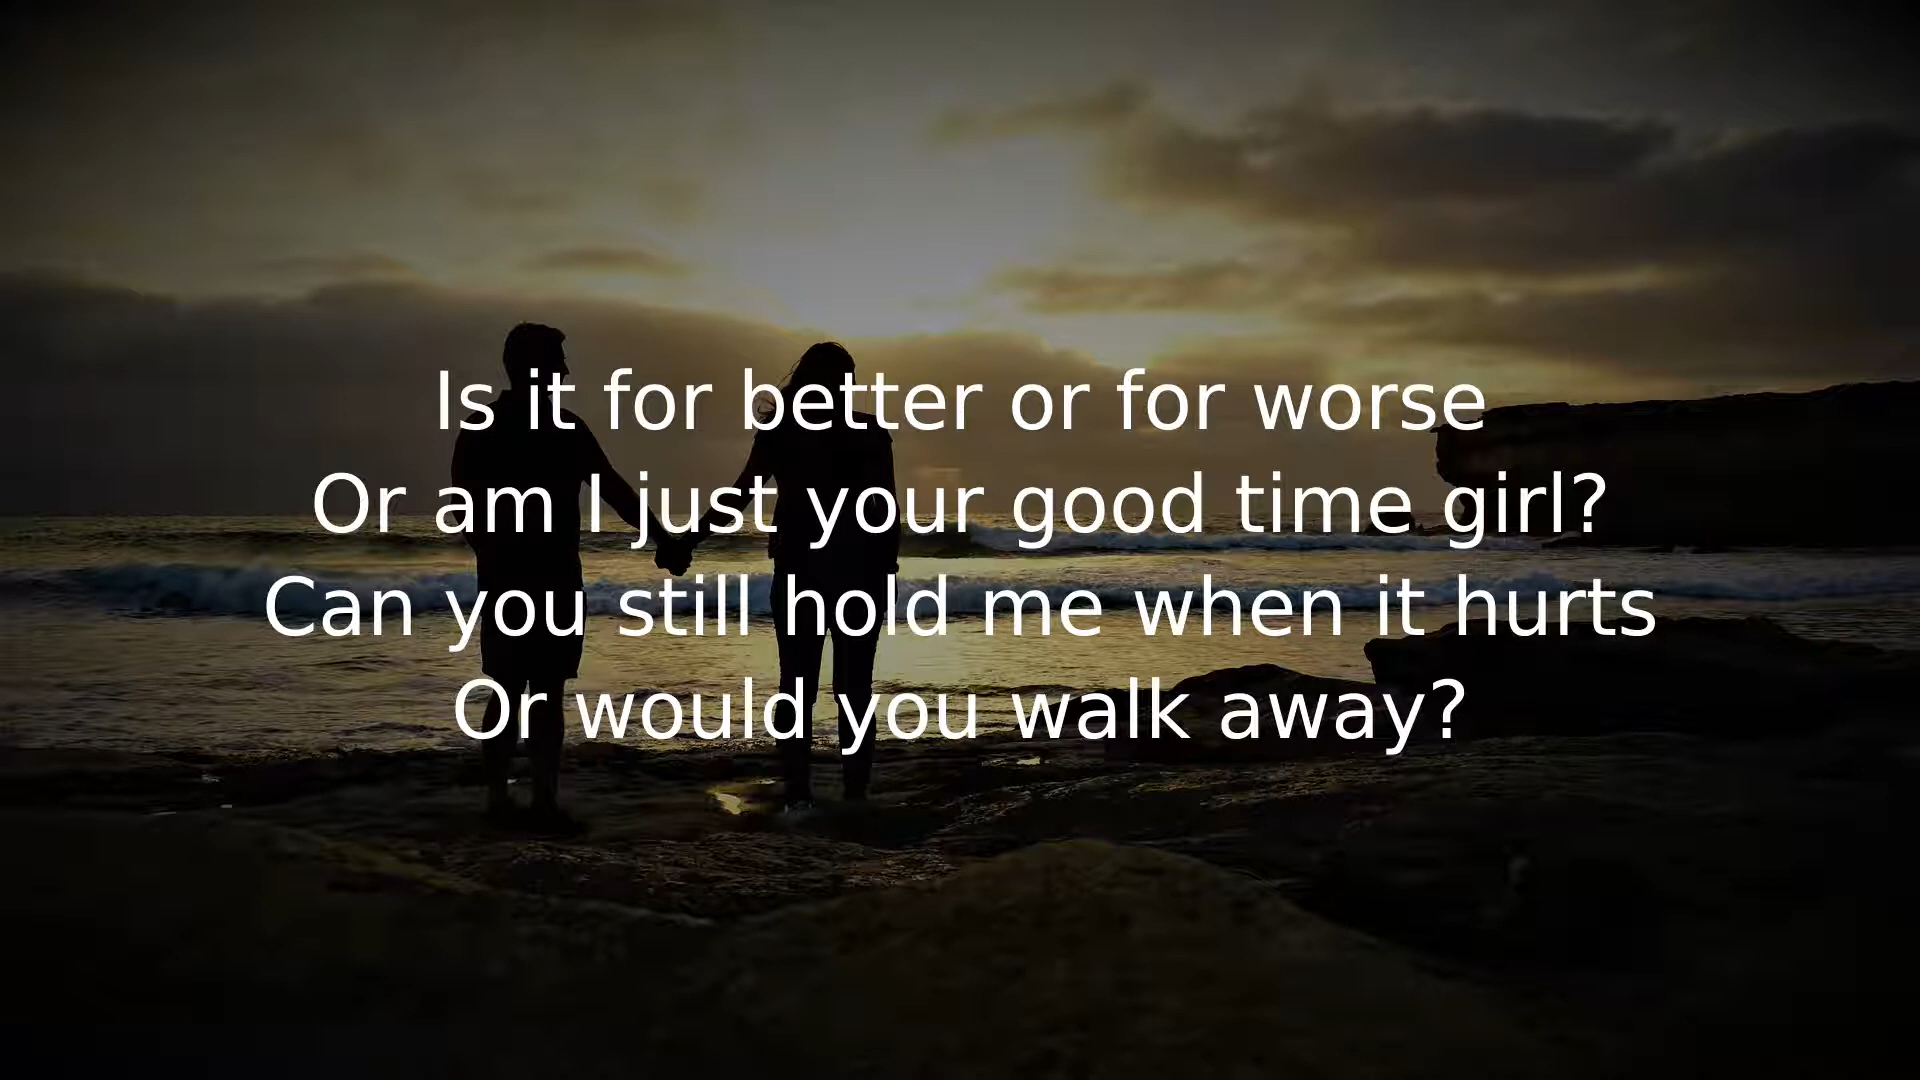 Is it for better or for worse
Or am I just your good time girl?
Can you still hold me when it hurts
Or would you walk away?